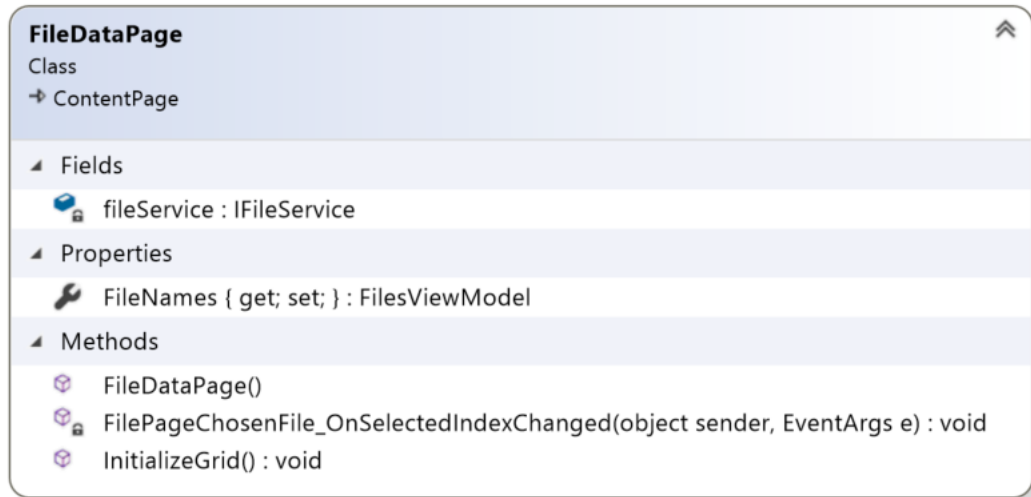 FileDataPage
Class
ContentPage
Fields
fileService : IFileService
Properties
FileNames { get; set; } : FilesViewModel
Methods
FileDataPage()
FilePageChosenFile_OnSelectedIndexChanged(object sender, EventArgs e) : void
InitializeGrid() : void